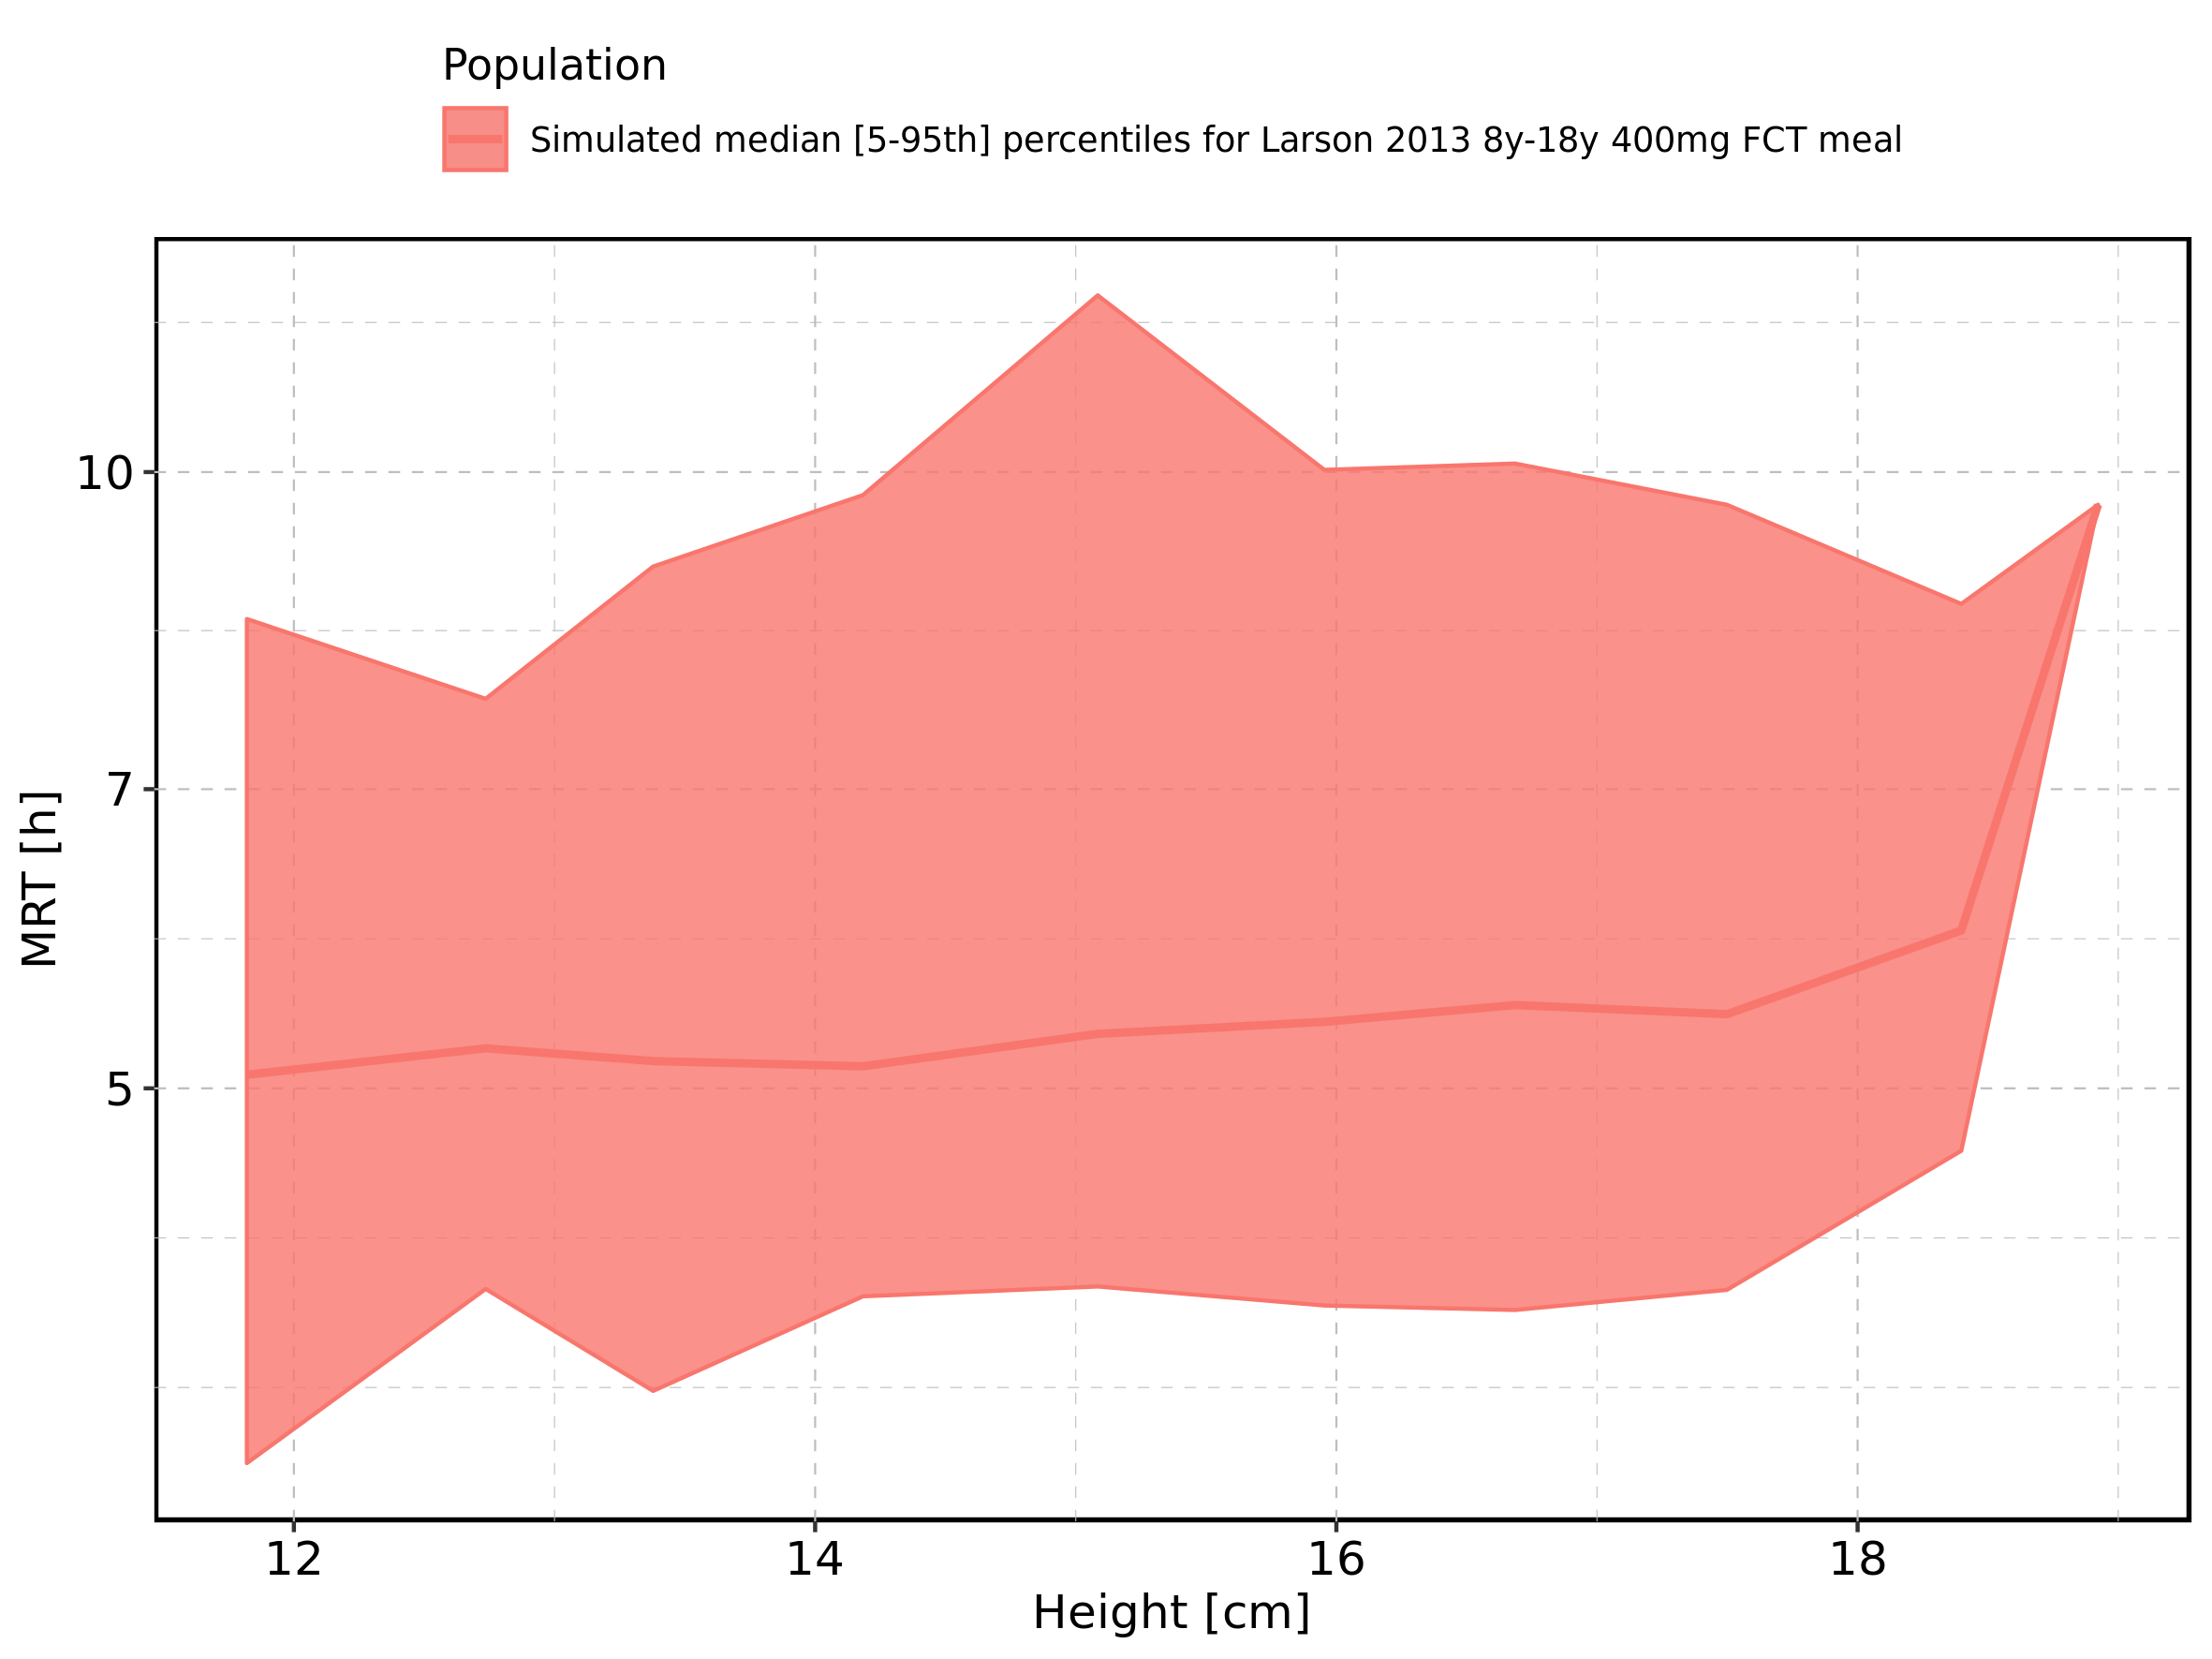 Population
Simulated median [5-95th] percentiles for Larson 2013 8y-18y 400mg FCT meal
10
7
5
MRT [h]
12 14 16 18
Height [cm]